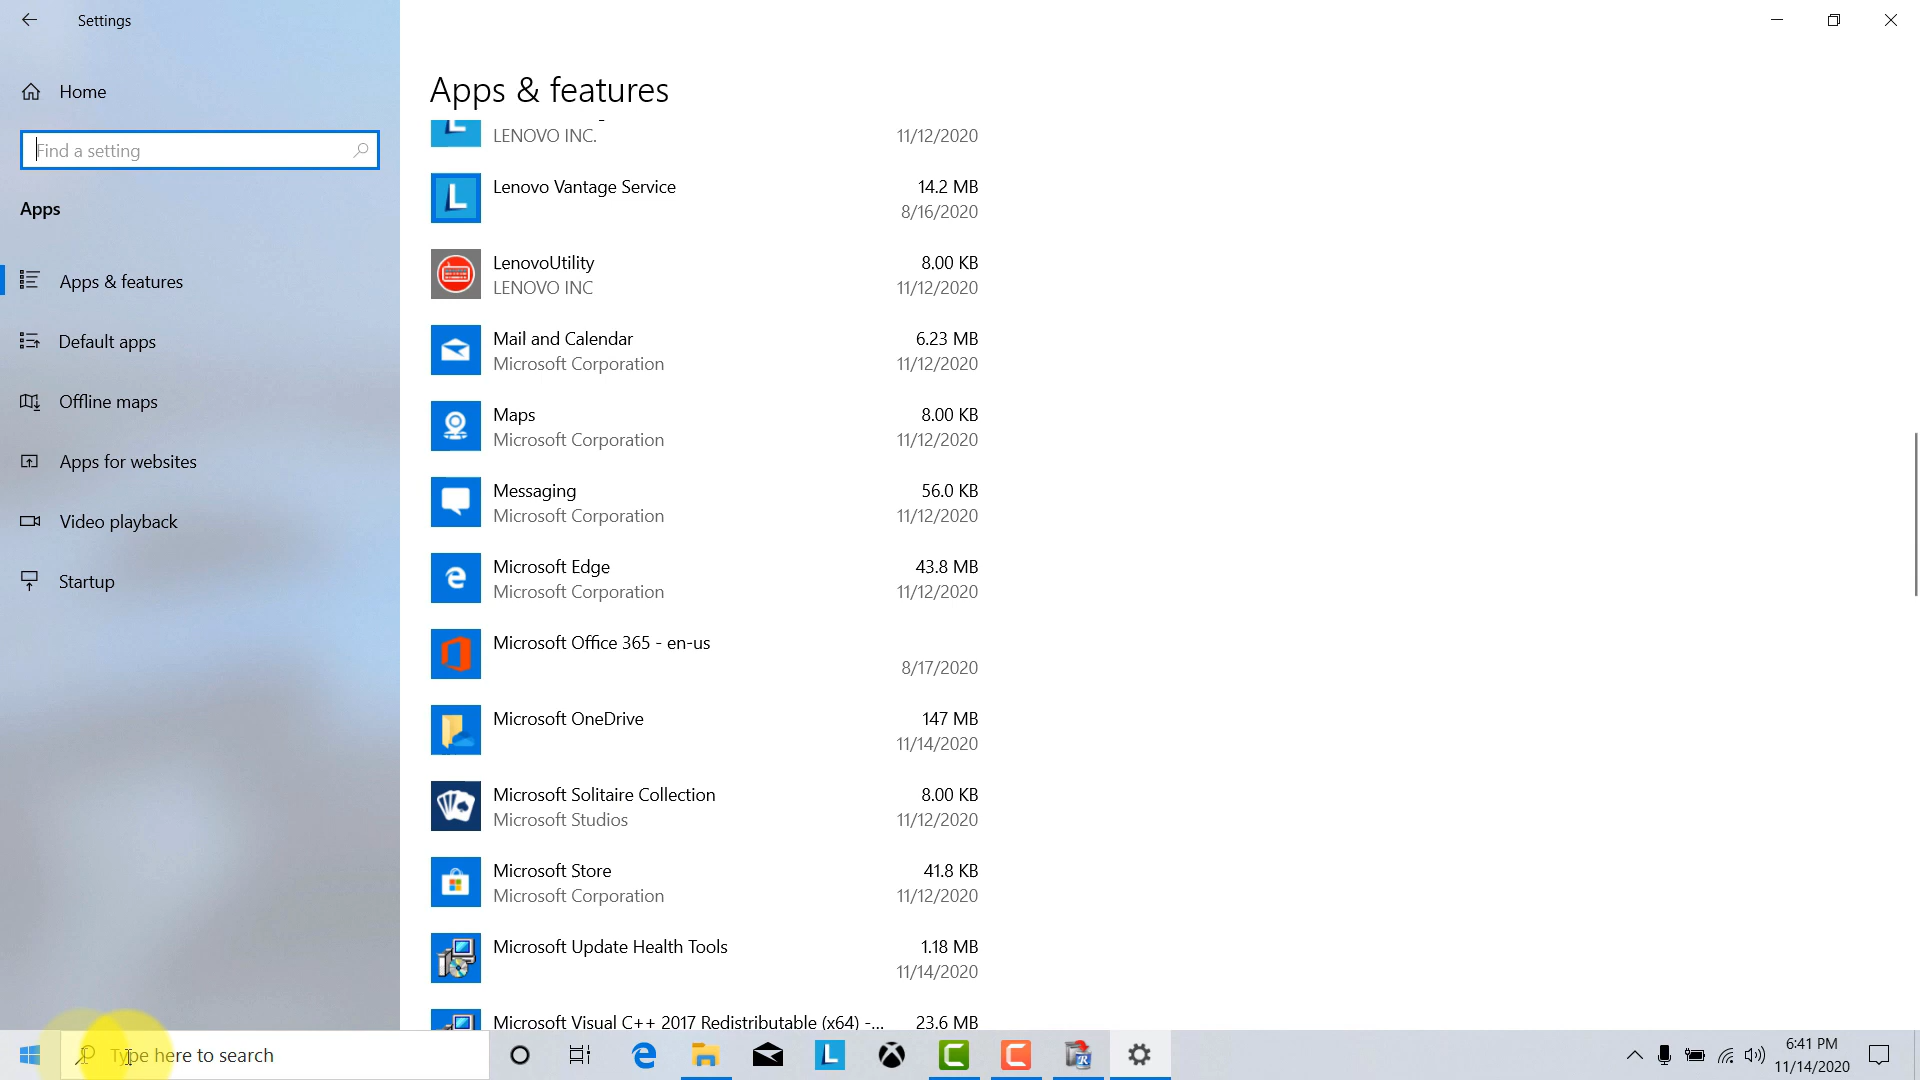 Settings
Home
Find a setting
Apps
Apps & features
Default apps
Offline maps
Apps for websites
Video playback
Startup
Apps & features
LENOVO INC. 11/12/2020
Lenovo Vantage Service 14.2 MB
8/16/2020
LenovoUtility 8.00 KB
LENOVO INC 11/12/2020
Mail and Calendar 6.23 MB
Microsoft Corporation 11/12/2020
Maps 8.00 KB
Microsoft Corporation 11/12/2020
Messaging 56.0 KB
Microsoft Corporation 11/12/2020
Microsoft Edge 43.8 MB
Microsoft Corporation 11/12/2020
Microsoft Office 365 - en-us
8/17/2020
Microsoft OneDrive 147 MB
11/14/2020
Microsoft Solitaire Collection 8.00 KB
Microsoft Studios 11/12/2020
Microsoft Store 41.8 KB
Microsoft Corporation 11/12/2020
Microsoft Update Health Tools 1.18 MB
11/14/2020
Microsoft Visual C++ 2017 Redistributable (x64) -... 23.6 MB
Type here to search
6:41 PM
11/14/2020